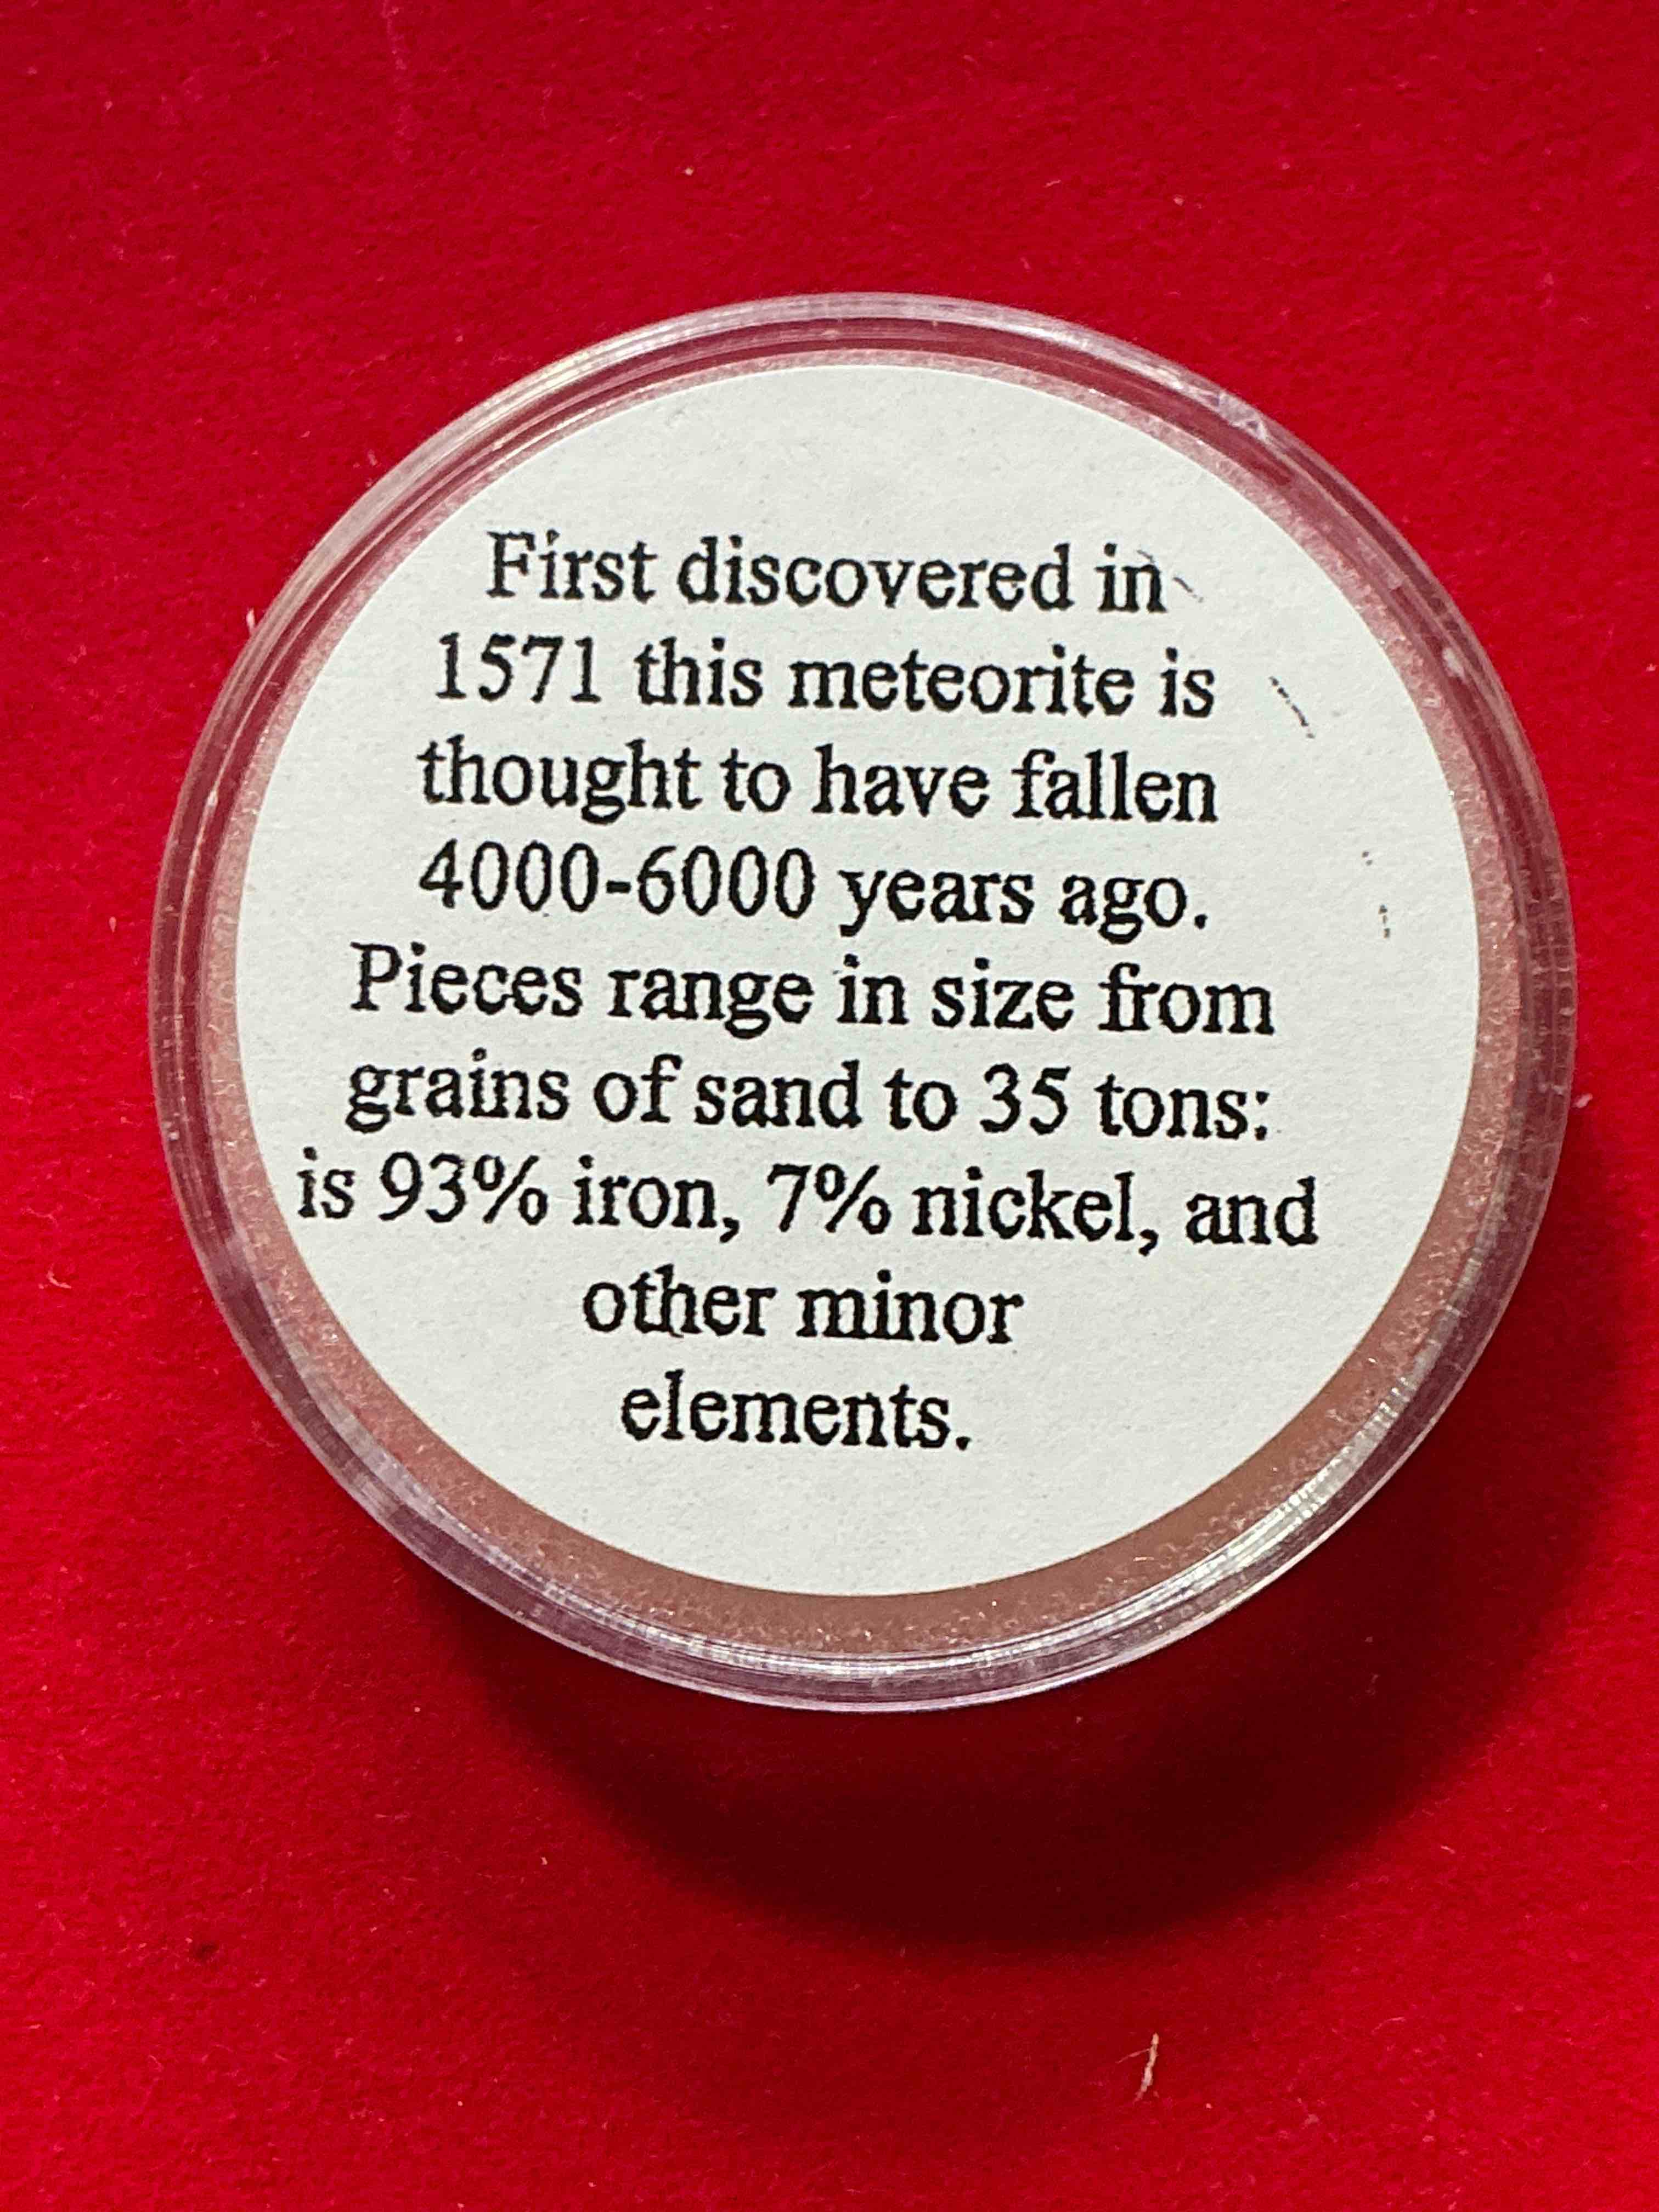 First discovered in
1571 this meteorite is
thought to have fallen
4000-6000 years ago.
Pieces range in size from
grains of sand to 35 tons:
is 93% iron, 7% nickel, and
other minor
elements.